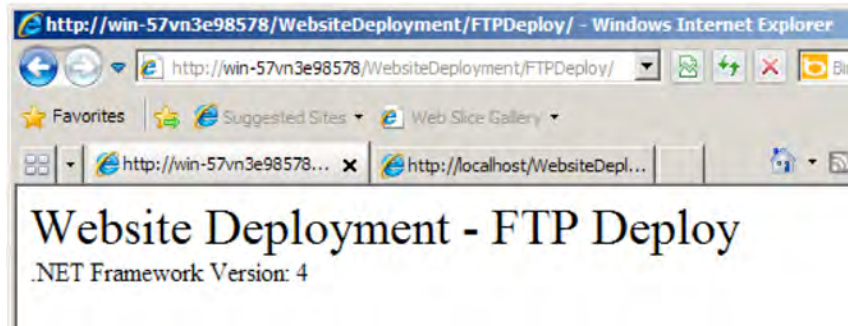 http://win-57vn3e98578/WebsiteDeployment/FTPDeploy/ - Windows Internet Explorer
http://win-57vn3e98578/WebsiteDeployment/FTPDeploy/
Favorites Suggested Sites Web Slice Gallery
http://win-57vn3e98578... http://localhost/WebsiteDepl...
Website Deployment - FTP Deploy
.NET Framework Version: 4